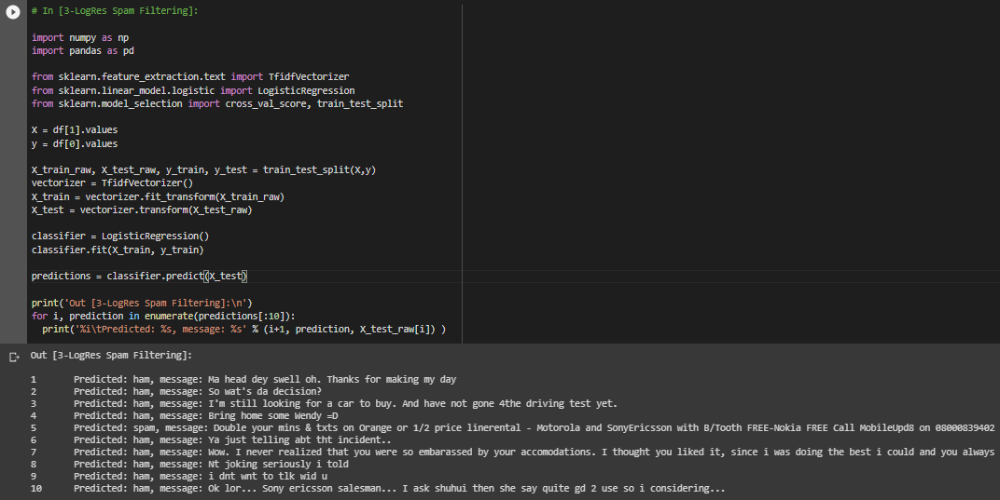 # In [3-LogRes Spam Filtering]:
import numpy as np
import pandas as pd
from sklearn.feature_extraction.text import TfidfVectorizer
from sklearn.linear_model.logistic import LogisticRegression
from sklearn.model_selection import cross_val_score, train_test_split
X = df[1].values
y = df[0].values
X_train_raw, X_test_raw, y_train, y_test = train_test_split(X,y)
vectorizer = TfidfVectorizer()
X_train = vectorizer.fit_transform(X_train_raw)
X_test = vectorizer.transform(X_test_raw)
classifier = LogisticRegression()
classifier.fit(X_train, y_train)
predictions = classifier.predict(X_test)
print('Out [3-LogRes Spam Filtering]:\n')
for i, prediction in enumerate(predictions[:10]):
  print('%i\tPredicted: %s, message: %s' % (i+1, prediction, X_test_raw[i]) )
Out [3-LogRes Spam Filtering]:
1 Predicted: ham, message: Ma head dey swell oh. Thanks for making my day
2 Predicted: ham, message: So wat's da decision?
3 Predicted: ham, message: I'm still looking for a car to buy. And have not gone 4the driving test yet.
4 Predicted: ham, message: Bring home some Wendy =D
5 Predicted: spam, message: Double your mins & txts on Orange or 1/2 price linerental - Motorola and SonyEricsson with B/Tooth FREE-Nokia FREE Call MobileUpd8 on 08000839402
6 Predicted: ham, message: Ya just telling abt tht incident..
7 Predicted: ham, message: Wow. I never realized that you were so embarassed by your accomodations. I thought you liked it, since i was doing the best i could and you always
8 Predicted: ham, message: Nt joking seriously i told
9 Predicted: ham, message: i dnt wnt to tlk wid u
10 Predicted: ham, message: Ok lor... Sony ericsson salesman... I ask shuhui then she say quite gd 2 use so i considering...